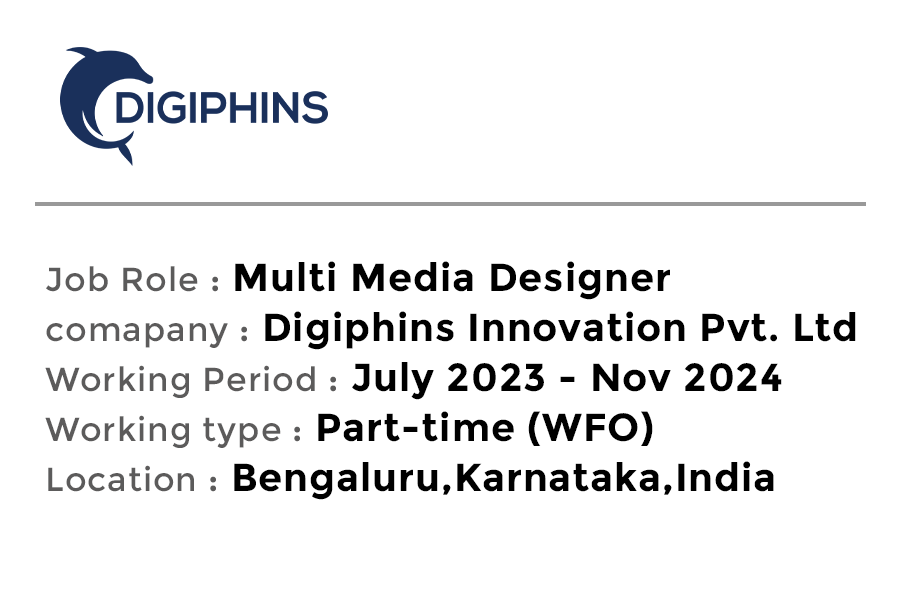 DIGIPHINS
Job Role : Multi Media Designer
comapany : Digiphins Innovation Pvt. Ltd
Working Period : July 2023 - Nov 2024
Working type : Part-time (WFO)
Location : Bengaluru,Karnataka,India